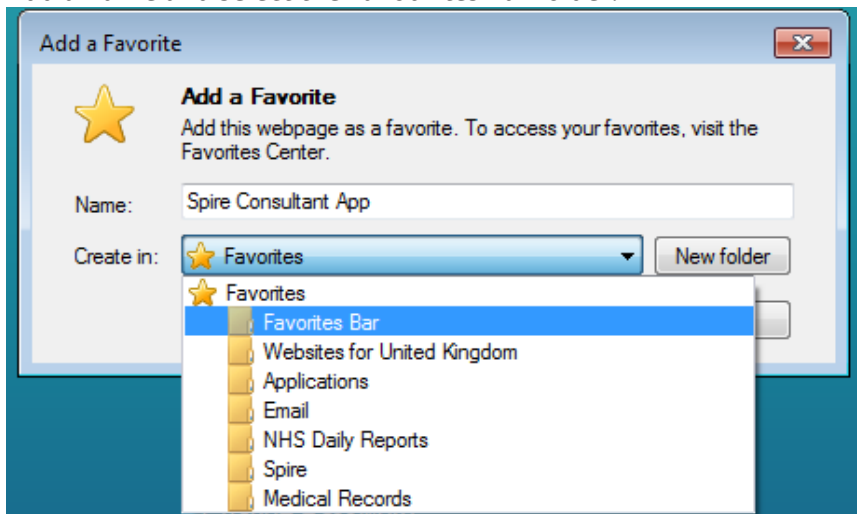 Add a Favorite
Add a Favorite
Add this webpage as a favorite. To access your favorites, visit the
Favorites Center.
Name: Spire Consultant App
Create in: Favorites New folder
Favorites
Favorites Bar
Websites for United Kingdom
Applications
Email
NHS Daily Reports
Spire
Medical Records